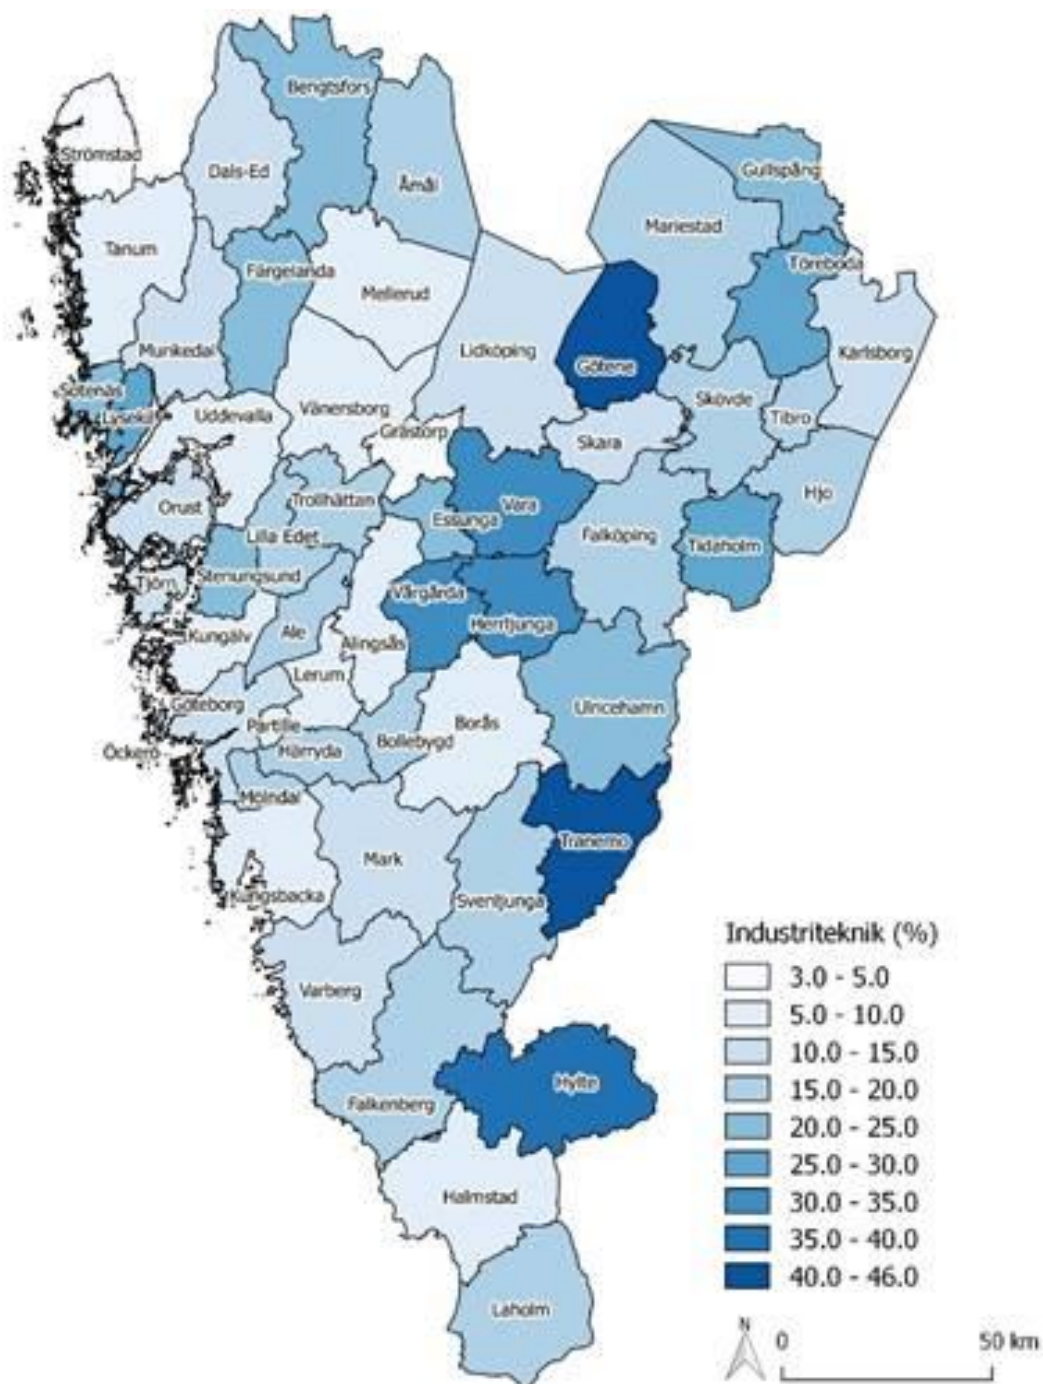 Bengtsfors
Strömstad
Dals-Ed
Åmål
Gullspång
Mariestad
Tanum
Färgelanda
Töreboda
Mellerud
Munkedal
Lidköping
Götene
Karlsborg
Sotenäs
Lysekil
Uddevalla
Vänersborg
Grästorp
Skara
Skövde
Tibro
Orust
Trollhättan
Essunga
Vara
Hjo
Lilla Edet
Falköping
Tidaholm
Tjörn
Stenungsund
Vårgårda
Kungälv
Ale
Alingsås
Herrljunga
Lerum
Göteborg
Partille
Ulricehamn
Öckerö
Härryda
Bollebygd
Borås
Mölndal
Mark
Tranemo
Kungsbacka
Svenljunga
Varberg
Hylte
Falkenberg
Halmstad
Laholm
Industriteknik (%)
3.0 - 5.0
5.0 - 10.0
10.0 - 15.0
15.0 - 20.0
20.0 - 25.0
25.0 - 30.0
30.0 - 35.0
35.0 - 40.0
40.0 - 46.0
N
0 50 km